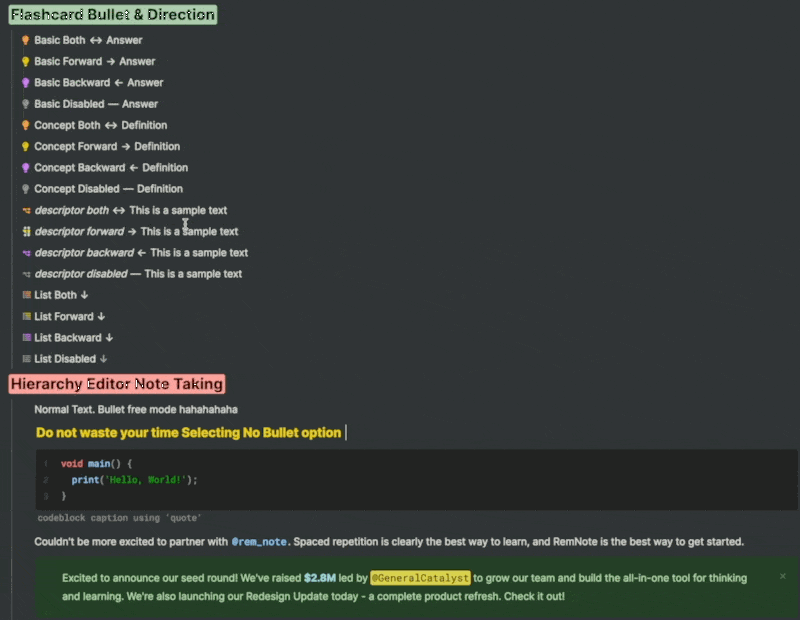 Flashcard Bullet & Direction
Basic Both ↔ Answer
Basic Forward → Answer
Basic Backward ← Answer
Basic Disabled — Answer
Concept Both ↔ Definition
Concept Forward → Definition
Concept Backward ← Definition
Concept Disabled — Definition
descriptor both ↔ This is a sample text
descriptor forward → This is a sample text
descriptor backward ← This is a sample text
descriptor disabled — This is a sample text
List Both ↓
List Forward ↓
List Backward ↓
List Disabled ↓
Hierarchy Editor Note Taking
Normal Text. Bullet free mode hahahahaha
Do not waste your time Selecting No Bullet option
1 void main() {
2 print('Hello, World!');
3 }
codeblock caption using 'quote'
Couldn't be more excited to partner with @rem_note. Spaced repetition is clearly the best way to learn, and RemNote is the best way to get started.
Excited to announce our seed round! We've raised $2.8M led by @GeneralCatalyst to grow our team and build the all-in-one tool for thinking
and learning. We're also launching our Redesign Update today - a complete product refresh. Check it out!